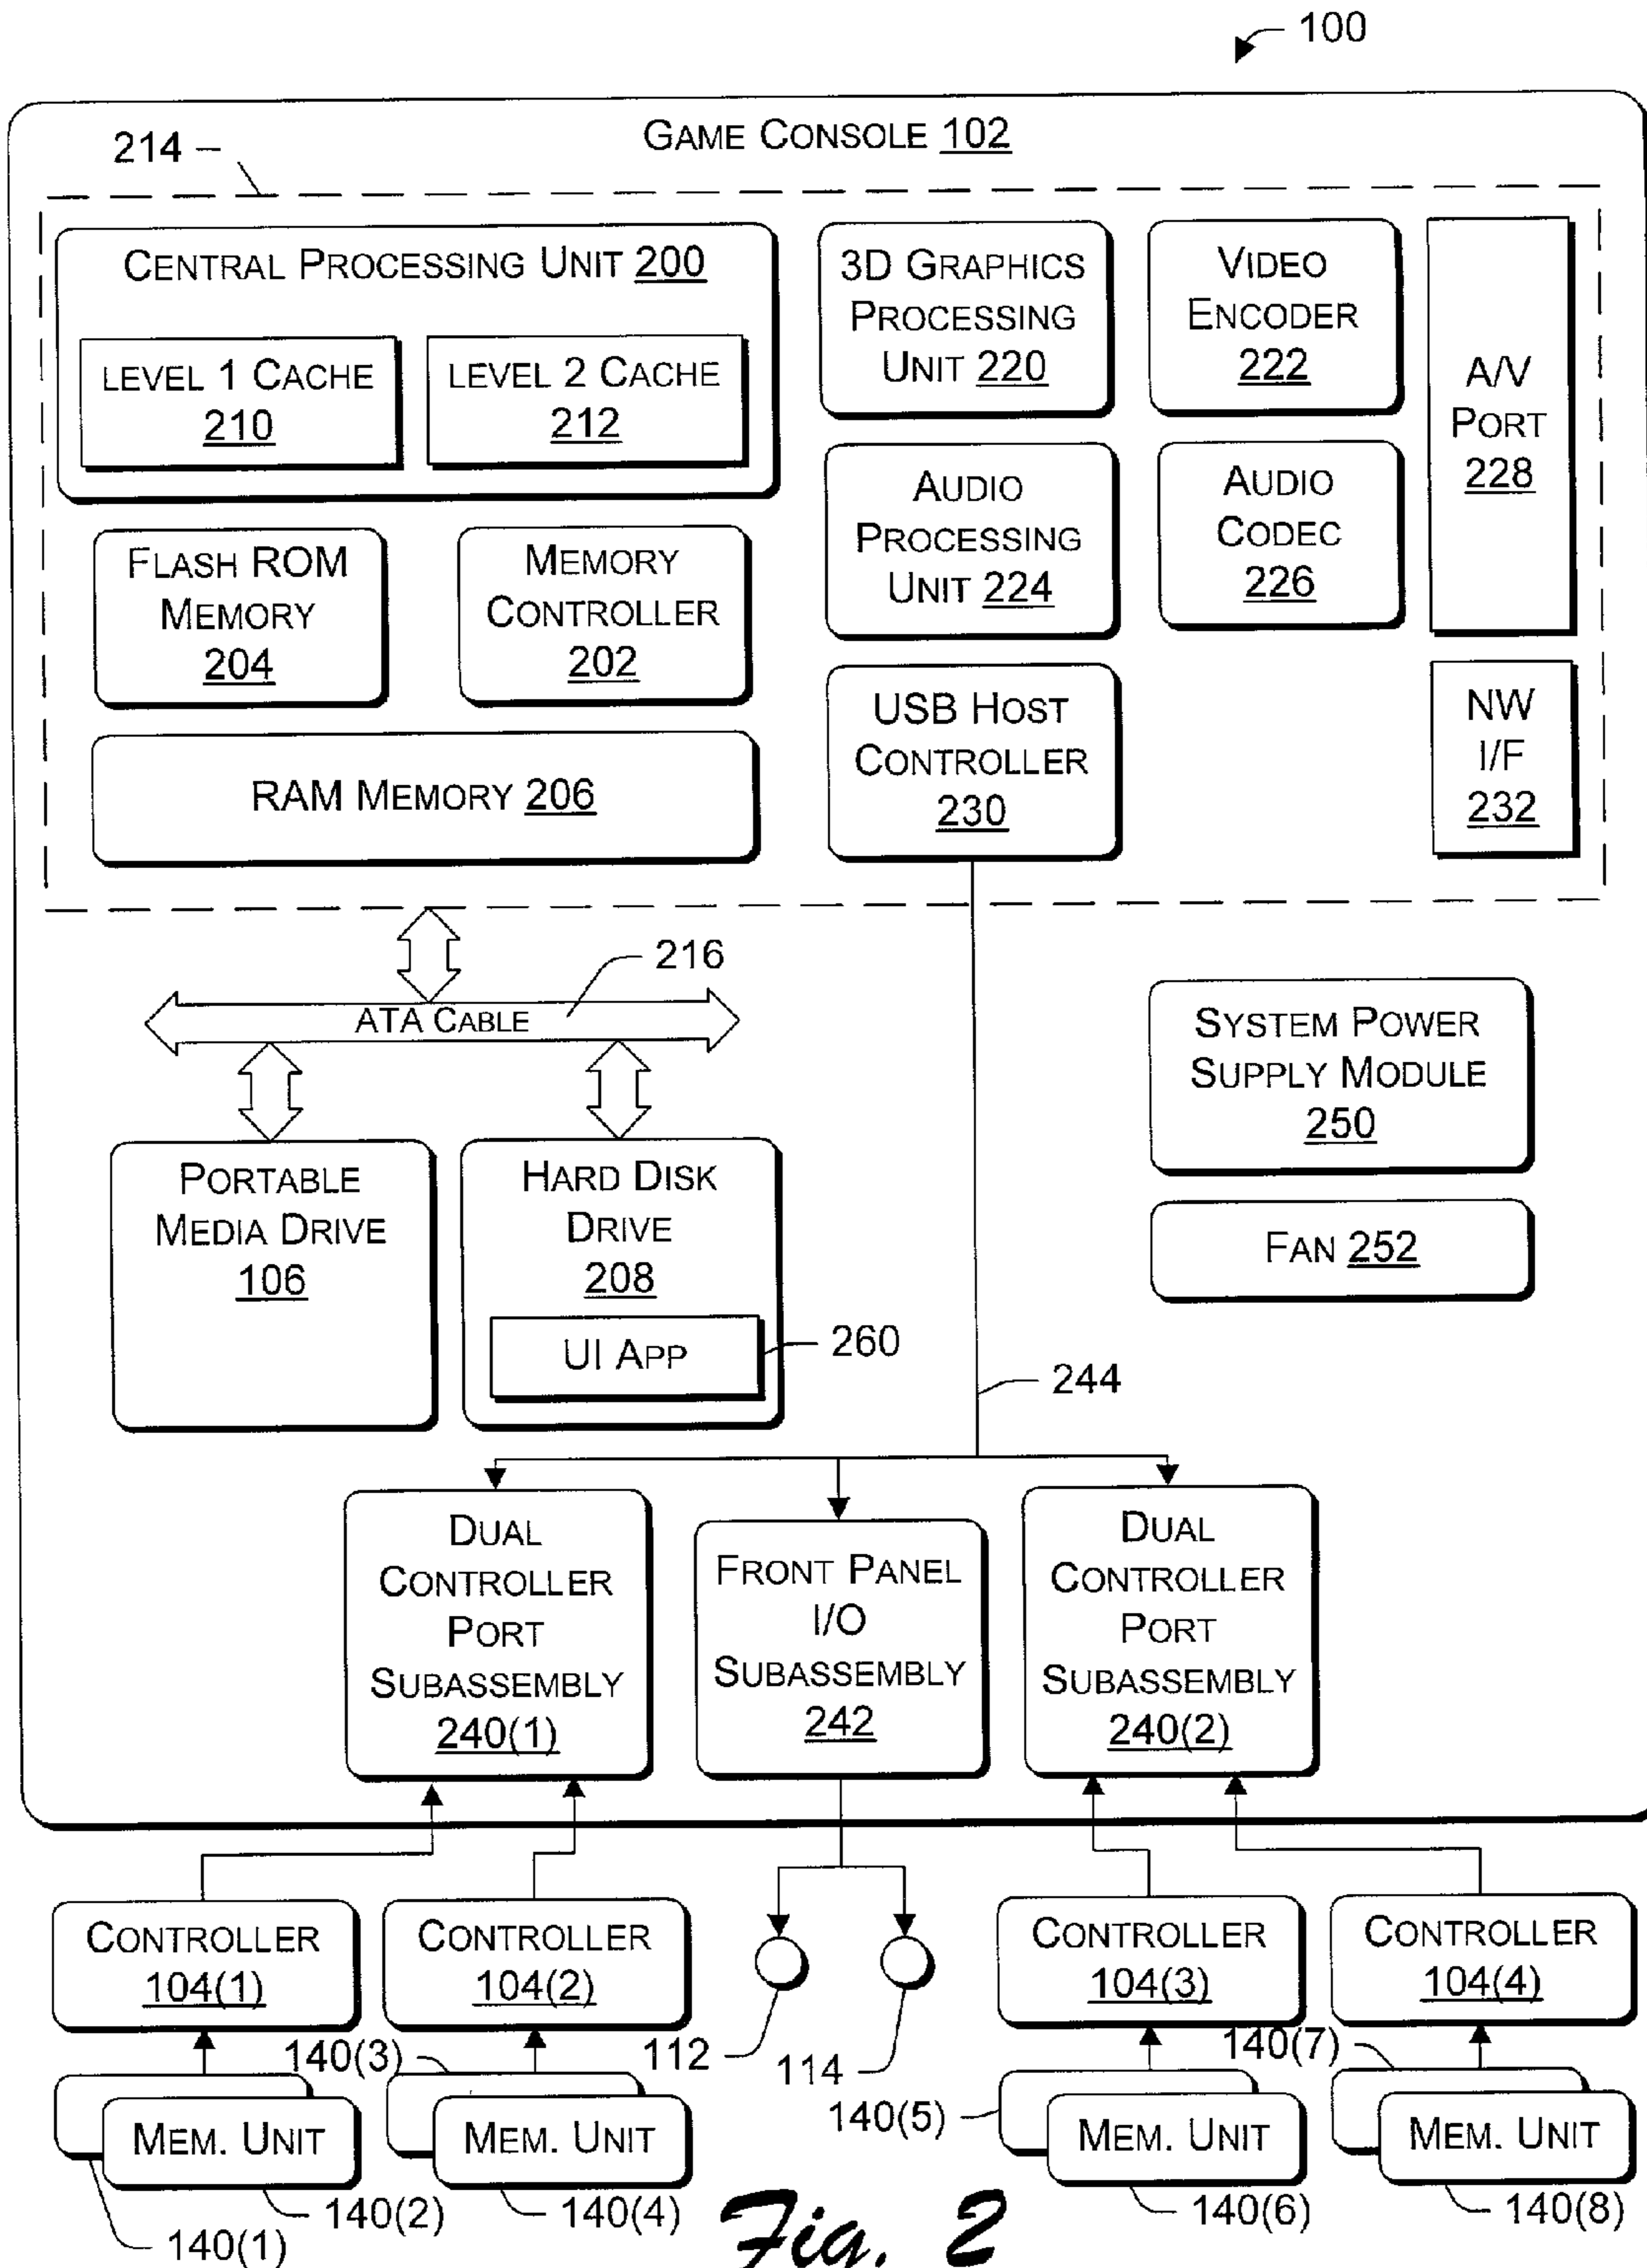 100
GAME CONSOLE 102
214
CENTRAL PROCESSING UNIT 200
LEVEL 1 CACHE
210
LEVEL 2 CACHE
212
3D GRAPHICS
PROCESSING
UNIT 220
VIDEO
ENCODER
222
A/V
PORT
228
AUDIO
PROCESSING
UNIT 224
AUDIO
CODEC
226
FLASH ROM
MEMORY
204
MEMORY
CONTROLLER
202
USB HOST
CONTROLLER
230
NW
I/F
232
RAM MEMORY 206
216
ATA CABLE
SYSTEM POWER
SUPPLY MODULE
250
PORTABLE
MEDIA DRIVE
106
HARD DISK
DRIVE
208
UI APP
260
FAN 252
244
DUAL
CONTROLLER
PORT
SUBASSEMBLY
240(1)
FRONT PANEL
I/O
SUBASSEMBLY
242
DUAL
CONTROLLER
PORT
SUBASSEMBLY
240(2)
CONTROLLER
104(1)
CONTROLLER
104(2)
CONTROLLER
104(3)
CONTROLLER
104(4)
112
114
140(3)
140(7)
140(5)
MEM. UNIT
MEM. UNIT
MEM. UNIT
MEM. UNIT
140(1)
140(2)
140(4)
140(6)
140(8)
Fig. 2